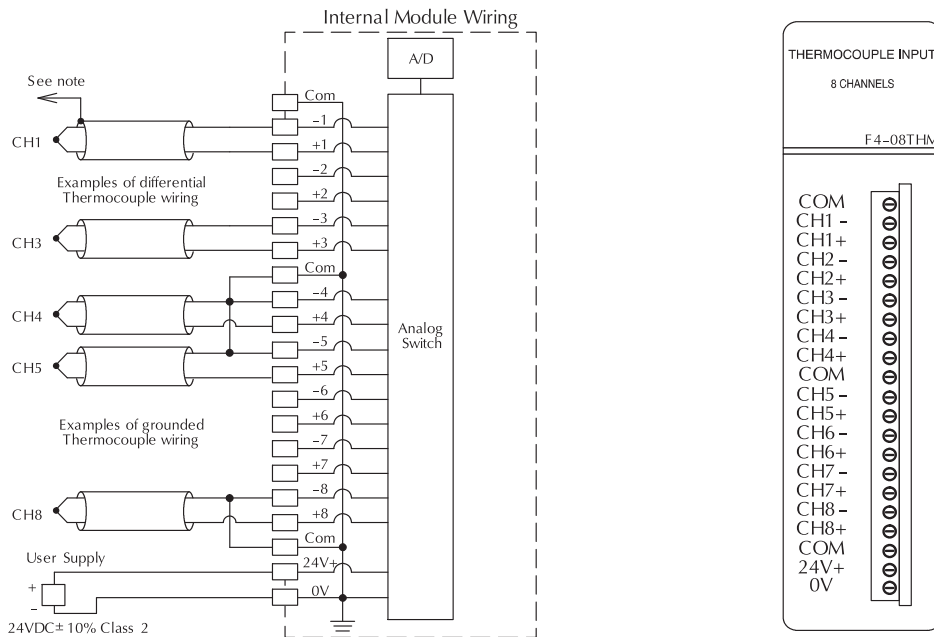 Internal Module Wiring
A/D
See note
CH1
Examples of differential
Thermocouple wiring
CH3
CH4
CH5
Examples of grounded
Thermocouple wiring
CH8
User Supply
+
–
24VDC± 10% Class 2
Com
–1
+1
–2
+2
–3
+3
Com
–4
+4
–5
+5
–6
+6
–7
+7
–8
+8
Com
24V+
0V
Analog
Switch
THERMOCOUPLE INPUT
8 CHANNELS
F4–08THM
COM
CH1 –
CH1+
CH2 –
CH2+
CH3 –
CH3+
CH4 –
CH4+
COM
CH5 –
CH5+
CH6 –
CH6+
CH7 –
CH7+
CH8 –
CH8+
COM
24V+
0V